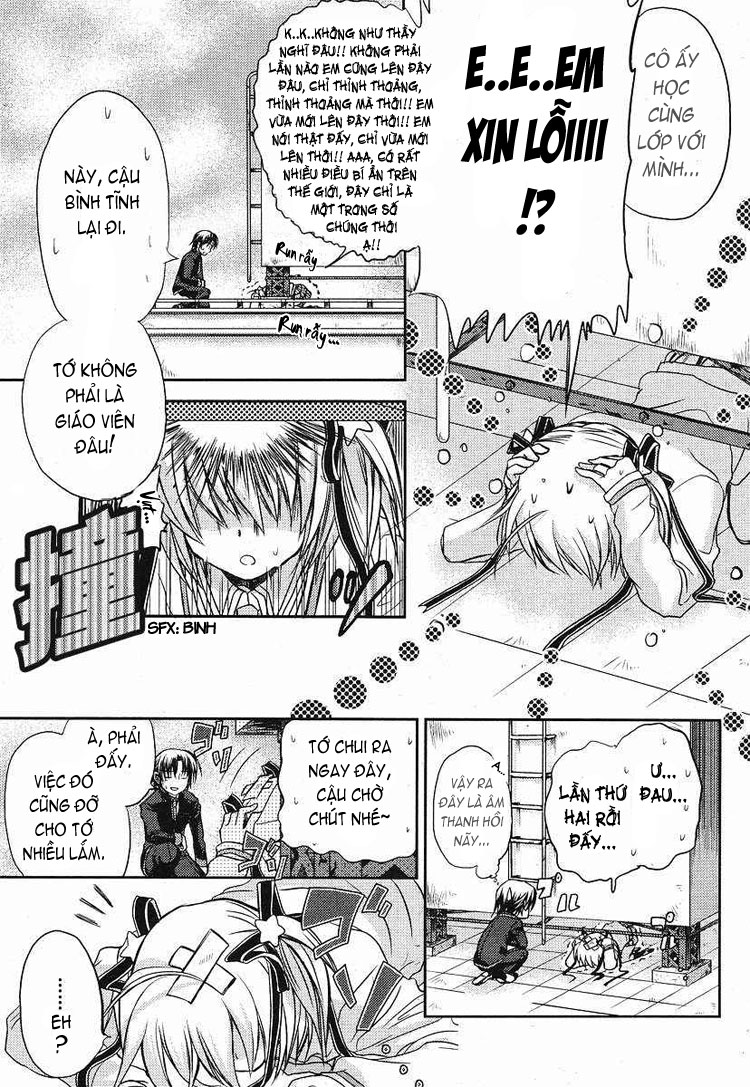 CÔ ẤY
HỌC
CÙNG
LỚP VỚI
MÌNH...
E..E..EM
XIN LỖIIII
!?
K..K..KHÔNG NHƯ THẦY
NGHĨ ĐÂU!! KHÔNG PHẢI
LẦN NÀO EM CŨNG LÊN ĐÂY
ĐÂU, CHỈ THỈNH THOẢNG,
THỈNH THOẢNG MÀ THÔI!! EM
VỪA MỚI LÊN ĐÂY THÔI!! EM
NÓI THẬT ĐẤY, CHỈ VỪA MỚI
LÊN THÔI!! AAA, CÓ RẤT
NHIỀU ĐIỀU BÍ ẨN TRÊN
THẾ GIỚI, ĐÂY CHỈ LÀ
MỘT TRONG SỐ
CHÚNG THÔI
Ạ!!
Run rẩy
Run rẩy...
NÀY, CẬU
BÌNH TĨNH
LẠI ĐI.
TỚ KHÔNG
PHẢI LÀ
GIÁO VIÊN
ĐÂU!
撞
SFX: BINH
Ư...
ĐAU...
LẦN THỨ
HAI RỒI
ĐẤY...
VẬY RA
ĐÂY LÀ ÂM
THANH HỒI
NÃY...
TỚ CHUI RA
NGAY ĐÂY,
CẬU CHỜ
CHÚT NHÉ~
À, PHẢI
ĐẤY.
VIỆC ĐÓ
CŨNG ĐỠ
CHO TỚ
NHIỀU LẮM.
......
EH
?